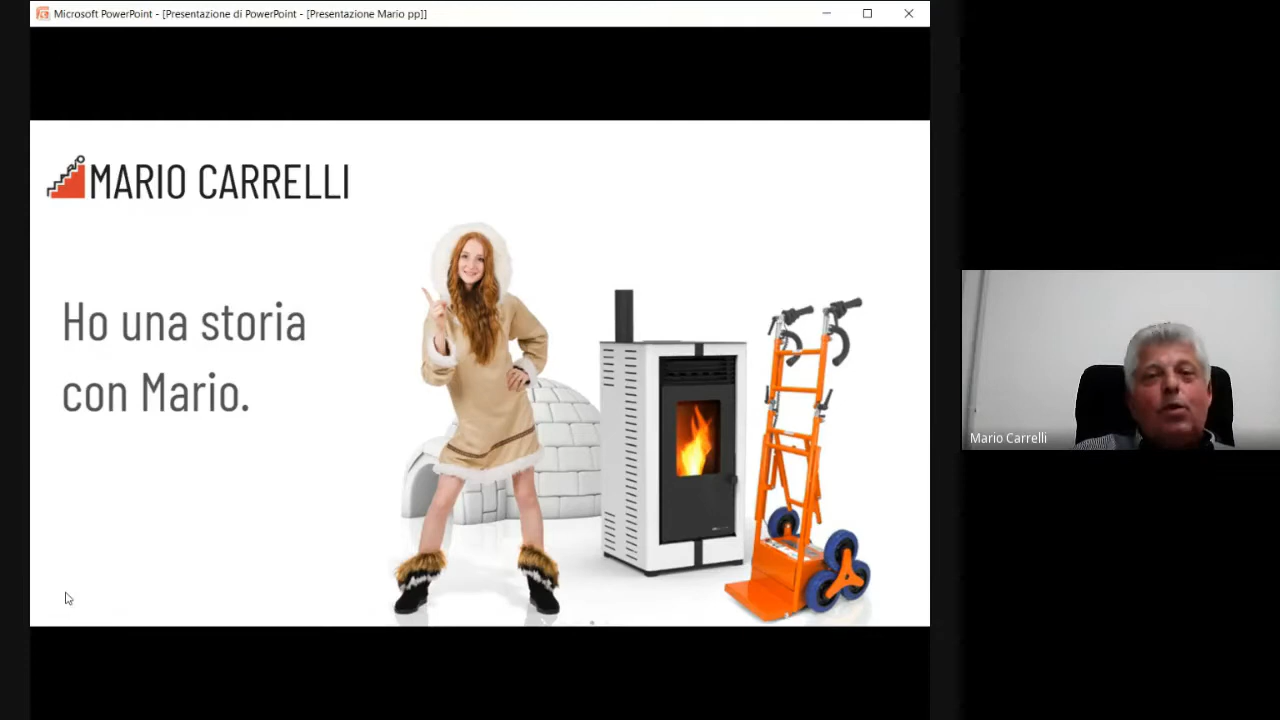 Microsoft PowerPoint - [Presentazione di PowerPoint - [Presentazione Mario pp]]
MARIO CARRELLI
Ho una storia
con Mario.
Mario Carrelli